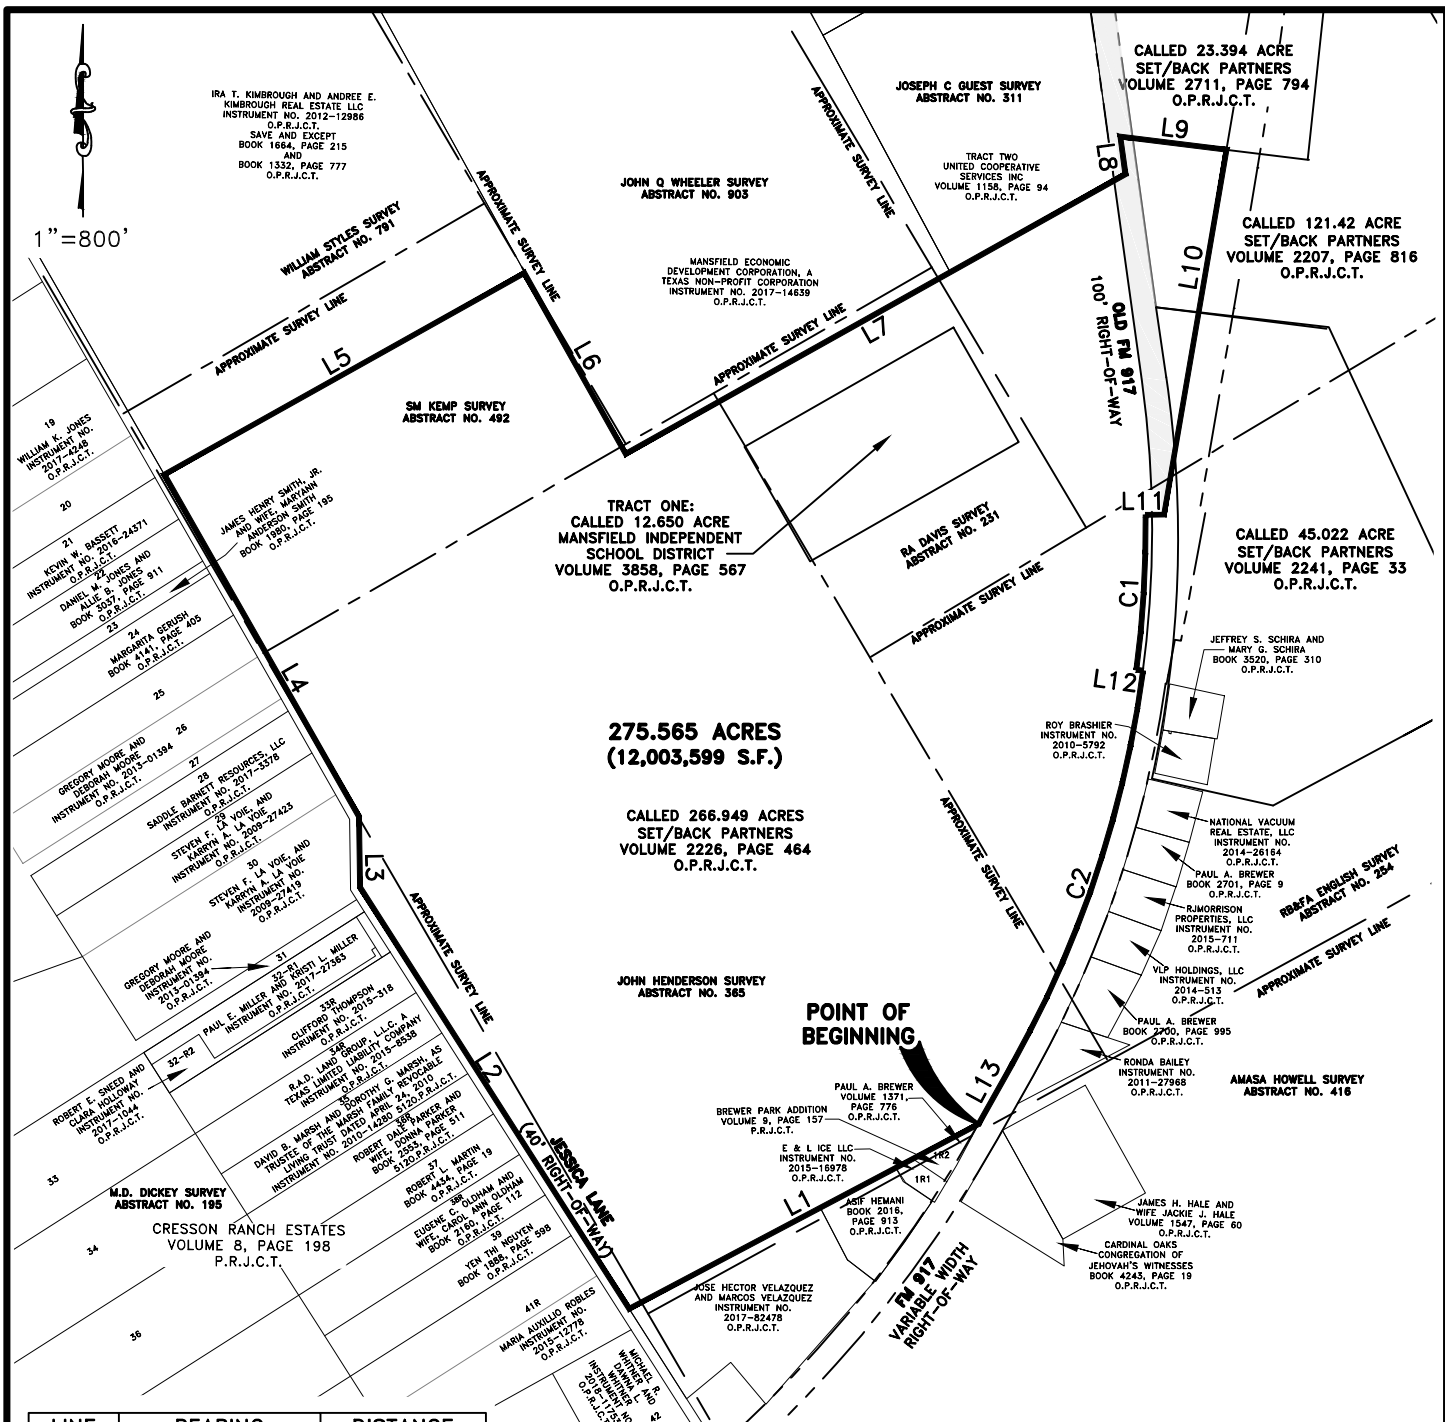 1"=800'
IRA T. KIMBROUGH AND ANDREE E.
KIMBROUGH REAL ESTATE LLC
INSTRUMENT NO. 2012-12986
O.P.R.J.C.T.
SAVE AND EXCEPT
BOOK 1664, PAGE 215
AND
BOOK 1332, PAGE 777
O.P.R.J.C.T.
WILLIAM STYLES SURVEY
ABSTRACT NO. 791
APPROXIMATE SURVEY LINE
APPROXIMATE SURVEY LINE
JOHN Q WHEELER SURVEY
ABSTRACT NO. 903
MANSFIELD ECONOMIC
DEVELOPMENT CORPORATION, A
TEXAS NON-PROFIT CORPORATION
INSTRUMENT NO. 2017-14639
O.P.R.J.C.T.
APPROXIMATE SURVEY LINE
APPROXIMATE SURVEY LINE
JOSEPH C GUEST SURVEY
ABSTRACT NO. 311
TRACT TWO
UNITED COOPERATIVE
SERVICES INC
VOLUME 1158, PAGE 94
O.P.R.J.C.T.
CALLED 23.394 ACRE
SET/BACK PARTNERS
VOLUME 2711, PAGE 794
O.P.R.J.C.T.
L8
L9
L10
CALLED 121.42 ACRE
SET/BACK PARTNERS
VOLUME 2207, PAGE 816
O.P.R.J.C.T.
OLD FM 917
100' RIGHT-OF-WAY
L5
L6
L7
SM KEMP SURVEY
ABSTRACT NO. 492
TRACT ONE:
CALLED 12.650 ACRE
MANSFIELD INDEPENDENT
SCHOOL DISTRICT
VOLUME 3858, PAGE 567
O.P.R.J.C.T.
RA DAVIS SURVEY
ABSTRACT NO. 231
APPROXIMATE SURVEY LINE
L11
C1
L12
CALLED 45.022 ACRE
SET/BACK PARTNERS
VOLUME 2241, PAGE 33
O.P.R.J.C.T.
JAMES HENRY SMITH, JR.
AND WIFE, MARYANN
ANDERSON SMITH
BOOK 1980, PAGE 195
O.P.R.J.C.T.
19
WILLIAM K. JONES
INSTRUMENT NO.
2017-4248
O.P.R.J.C.T.
20
21
KEVIN W. BASSETT
INSTRUMENT NO. 2016-24371
O.P.R.J.C.T.
22
DANIEL M. JONES AND
ALLIE B. JONES
BOOK 3037, PAGE 911
O.P.R.J.C.T.
23
24
MARGARITA GERUSH
BOOK 4141, PAGE 405
O.P.R.J.C.T.
25
26
GREGORY MOORE AND
DEBORAH MOORE
INSTRUMENT NO. 2013-01394
O.P.R.J.C.T.
27
28
SADDLE BARNETT RESOURCES, LLC
INSTRUMENT NO. 2017-3378
O.P.R.J.C.T.
29
STEVEN F. LA VOIE, AND
KARRYN A. LA VOIE
INSTRUMENT NO. 2009-27423
O.P.R.J.C.T.
30
STEVEN F. LA VOIE, AND
KARRYN A. LA VOIE
INSTRUMENT NO.
2009-27419
O.P.R.J.C.T.
L4
L3
275.565 ACRES
(12,003,599 S.F.)
CALLED 266.949 ACRES
SET/BACK PARTNERS
VOLUME 2226, PAGE 464
O.P.R.J.C.T.
APPROXIMATE SURVEY LINE
APPROXIMATE SURVEY LINE
JEFFREY S. SCHIRA AND
MARY G. SCHIRA
BOOK 3520, PAGE 310
O.P.R.J.C.T.
ROY BRASHIER
INSTRUMENT NO.
2010-5792
O.P.R.J.C.T.
C2
NATIONAL VACUUM
REAL ESTATE, LLC
INSTRUMENT NO.
2014-26164
O.P.R.J.C.T.
PAUL A. BREWER
BOOK 2701, PAGE 9
O.P.R.J.C.T.
RJMORRISON
PROPERTIES, LLC
INSTRUMENT NO.
2015-711
O.P.R.J.C.T.
VLP HOLDINGS, LLC
INSTRUMENT NO.
2014-513
O.P.R.J.C.T.
PAUL A. BREWER
BOOK 2700, PAGE 995
O.P.R.J.C.T.
RONDA BAILEY
INSTRUMENT NO.
2011-27968
O.P.R.J.C.T.
RB&FA ENGLISH SURVEY
ABSTRACT NO. 254
APPROXIMATE SURVEY LINE
AMASA HOWELL SURVEY
ABSTRACT NO. 416
JOHN HENDERSON SURVEY
ABSTRACT NO. 365
POINT OF
BEGINNING
L13
PAUL A. BREWER
VOLUME 1371,
PAGE 776
O.P.R.J.C.T.
BREWER PARK ADDITION
VOLUME 9, PAGE 157
P.R.J.C.T.
E & L ICE LLC
INSTRUMENT NO.
2015-16978
O.P.R.J.C.T.
1R2
1R1
L1
ASIF HEMANI
BOOK 2016,
PAGE 913
O.P.R.J.C.T.
JOSE HECTOR VELAZQUEZ
AND MARCOS VELAZQUEZ
INSTRUMENT NO.
2017-82478
O.P.R.J.C.T.
FM 917
VARIABLE WIDTH
RIGHT-OF-WAY
JAMES H. HALE AND
WIFE JACKIE J. HALE
VOLUME 1547, PAGE 60
O.P.R.J.C.T.
CARDINAL OAKS
CONGREGATION OF
JEHOVAH'S WITNESSES
BOOK 4243, PAGE 19
O.P.R.J.C.T.
L2
JESSICA LANE
(40' RIGHT-OF-WAY)
GREGORY MOORE AND
DEBORAH MOORE
INSTRUMENT NO.
2013-01394
O.P.R.J.C.T.
31
32-R1
PAUL E. MILLER AND KRISTI L. MILLER
INSTRUMENT NO. 2017-27363
O.P.R.J.C.T.
32-R2
ROBERT E. SNEED AND
CLARA HOLLOWAY
INSTRUMENT NO.
2017-1044
O.P.R.J.C.T.
33R
CLIFFORD THOMPSON
INSTRUMENT NO. 2015-318
O.P.R.J.C.T.
34R
R.A.D. LAND GROUP, L.L.C. A
TEXAS LIMITED LIABILITY COMPANY
INSTRUMENT NO. 2015-8538
O.P.R.J.C.T.
35
DAVID B. MARSH AND DOROTHY G. MARSH, AS
TRUSTEE OF THE MARSH FAMILY REVOCABLE
LIVING TRUST DATED APRIL 24, 2010
INSTRUMENT NO. 2010-14280 512O.P.R.J.C.T.
36R
ROBERT DALE PARKER AND
WIFE, DONNA PARKER
BOOK 2553, PAGE 511
512O.P.R.J.C.T.
37
ROBERT L. MARTIN
BOOK 4434, PAGE 19
O.P.R.J.C.T.
38R
EUGENE C. OLDHAM AND
WIFE, CAROL ANN OLDHAM
BOOK 2180, PAGE 112
O.P.R.J.C.T.
39
YEN THI NGUYEN
BOOK 1888, PAGE 598
O.P.R.J.C.T.
41R
MARIA AUXILLIO ROBLES
INSTRUMENT NO.
2015-12778
O.P.R.J.C.T.
MICHAEL R.
WHITNER AND
DAWNA L.
WHITNER
INSTRUMENT NO.
O.P.R.J.C.T.
42
33
34
36
M.D. DICKEY SURVEY
ABSTRACT NO. 195
CRESSON RANCH ESTATES
VOLUME 8, PAGE 198
P.R.J.C.T.
LINE BEARING DISTANCE